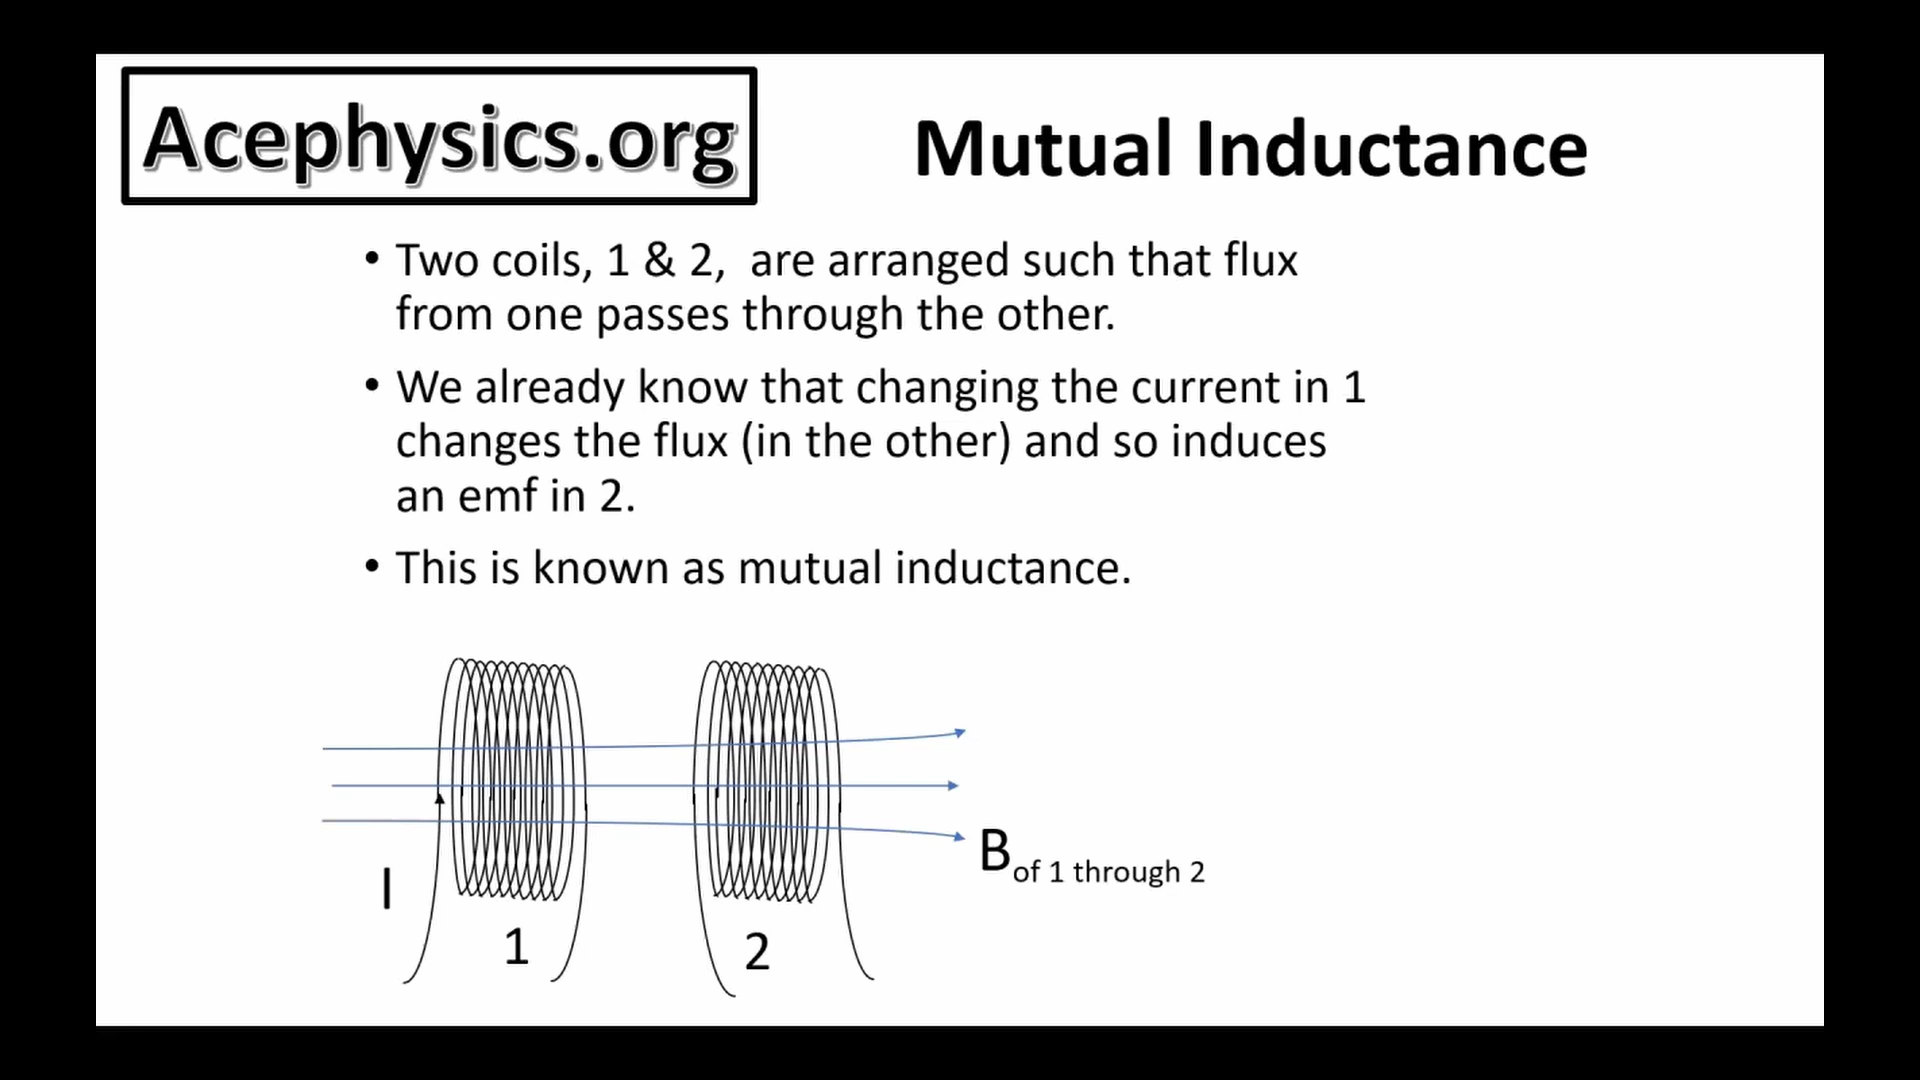 Acephysics.org
Mutual Inductance
• Two coils, 1 & 2,  are arranged such that flux
from one passes through the other.
• We already know that changing the current in 1
changes the flux (in the other) and so induces
an emf in 2.
• This is known as mutual inductance.
B of 1 through 2
I
1
2